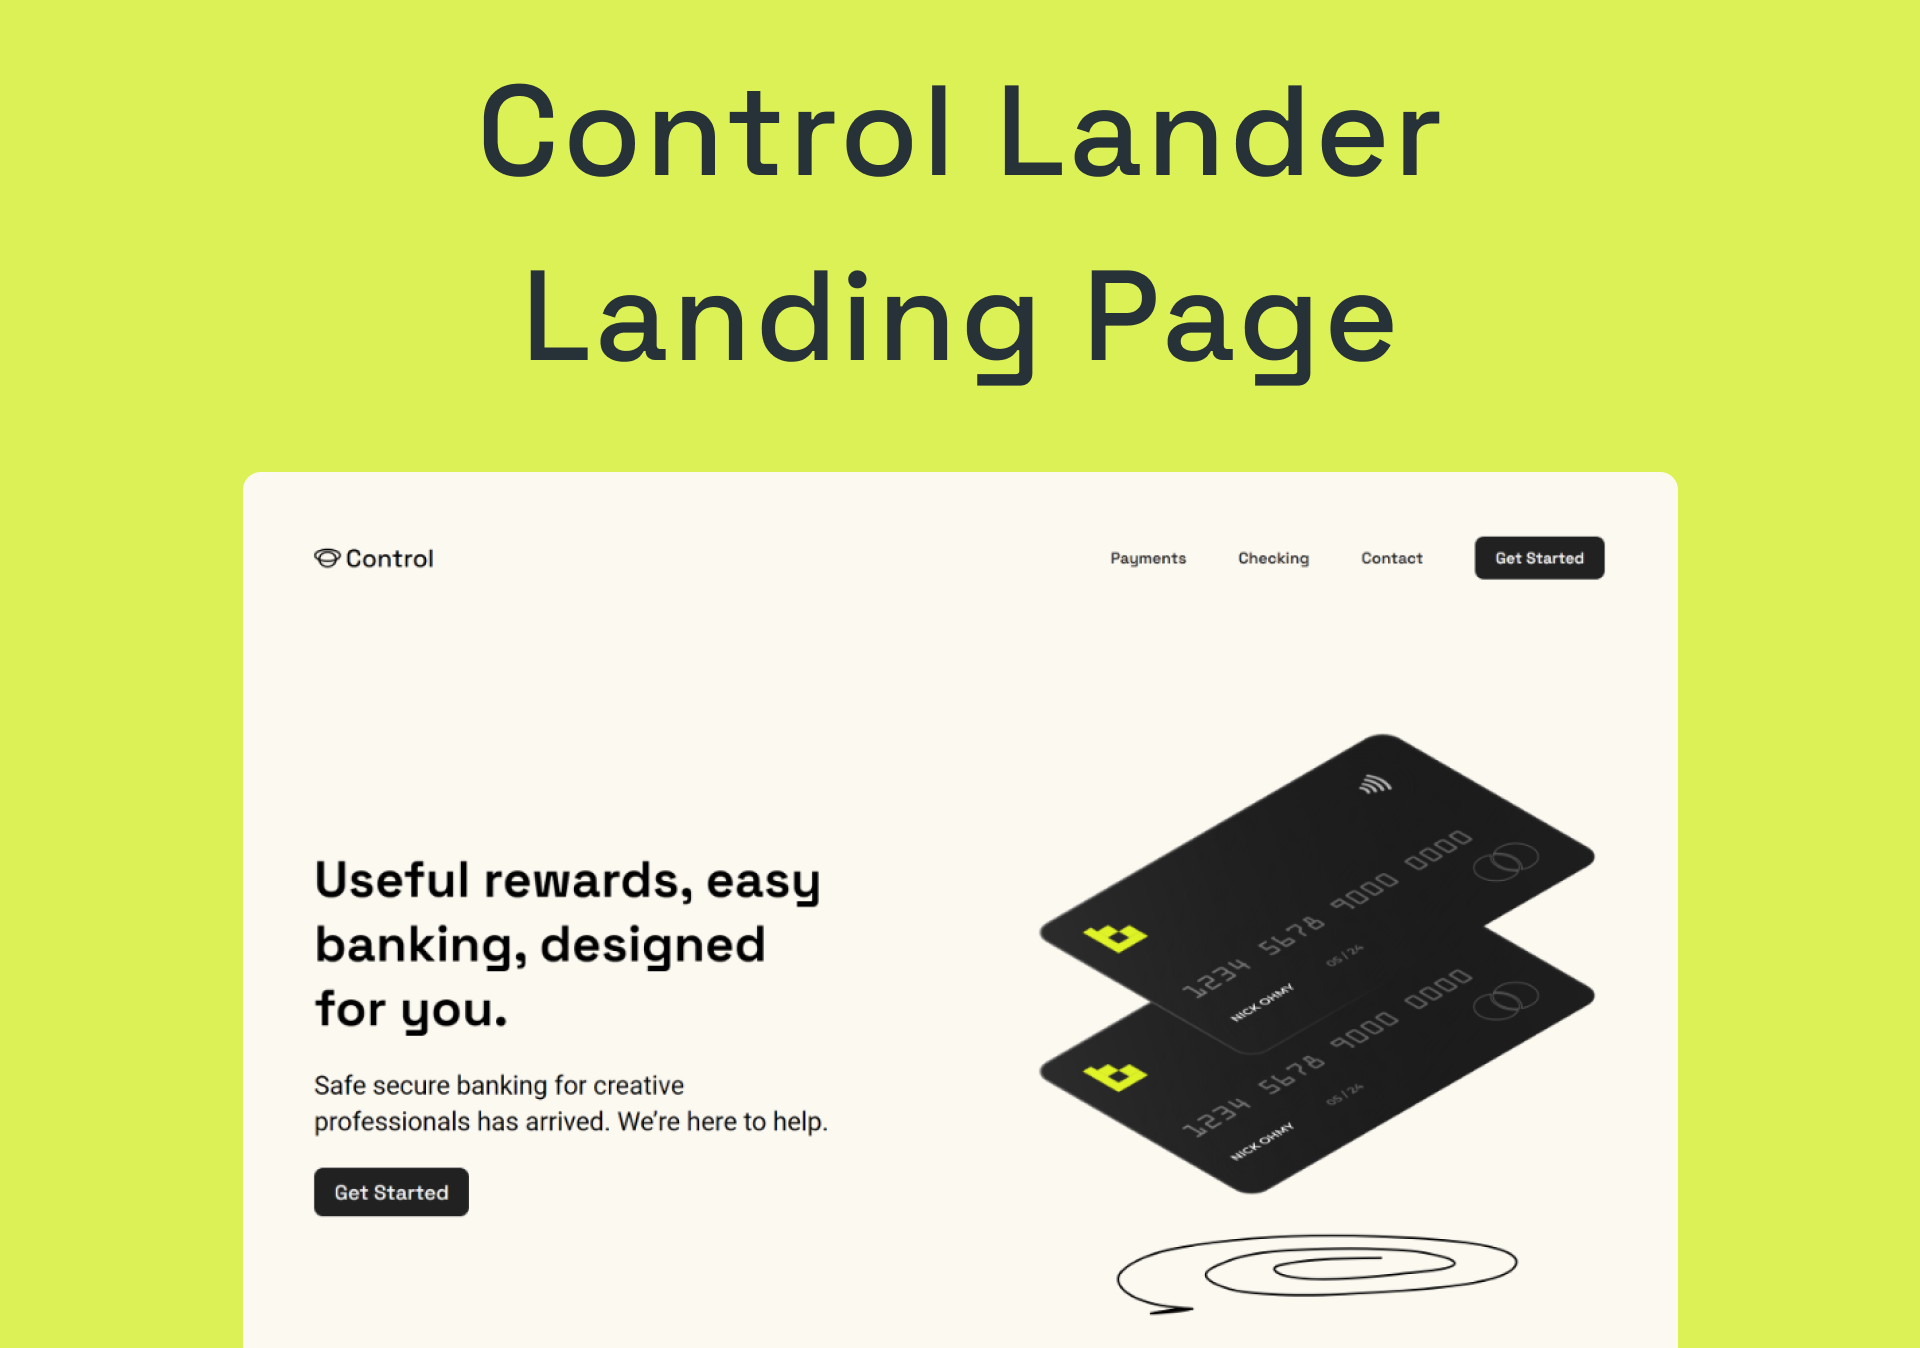 Control Lander
Landing Page
Control
Payments
Checking
Contact
Get Started
Useful rewards, easy
banking, designed
for you.
Safe secure banking for creative
professionals has arrived. We’re here to help.
Get Started
1234 5678 9000 0000
05 / 24
NICK OHMY
1234 5678 9000 0000
05 / 24
NICK OHMY